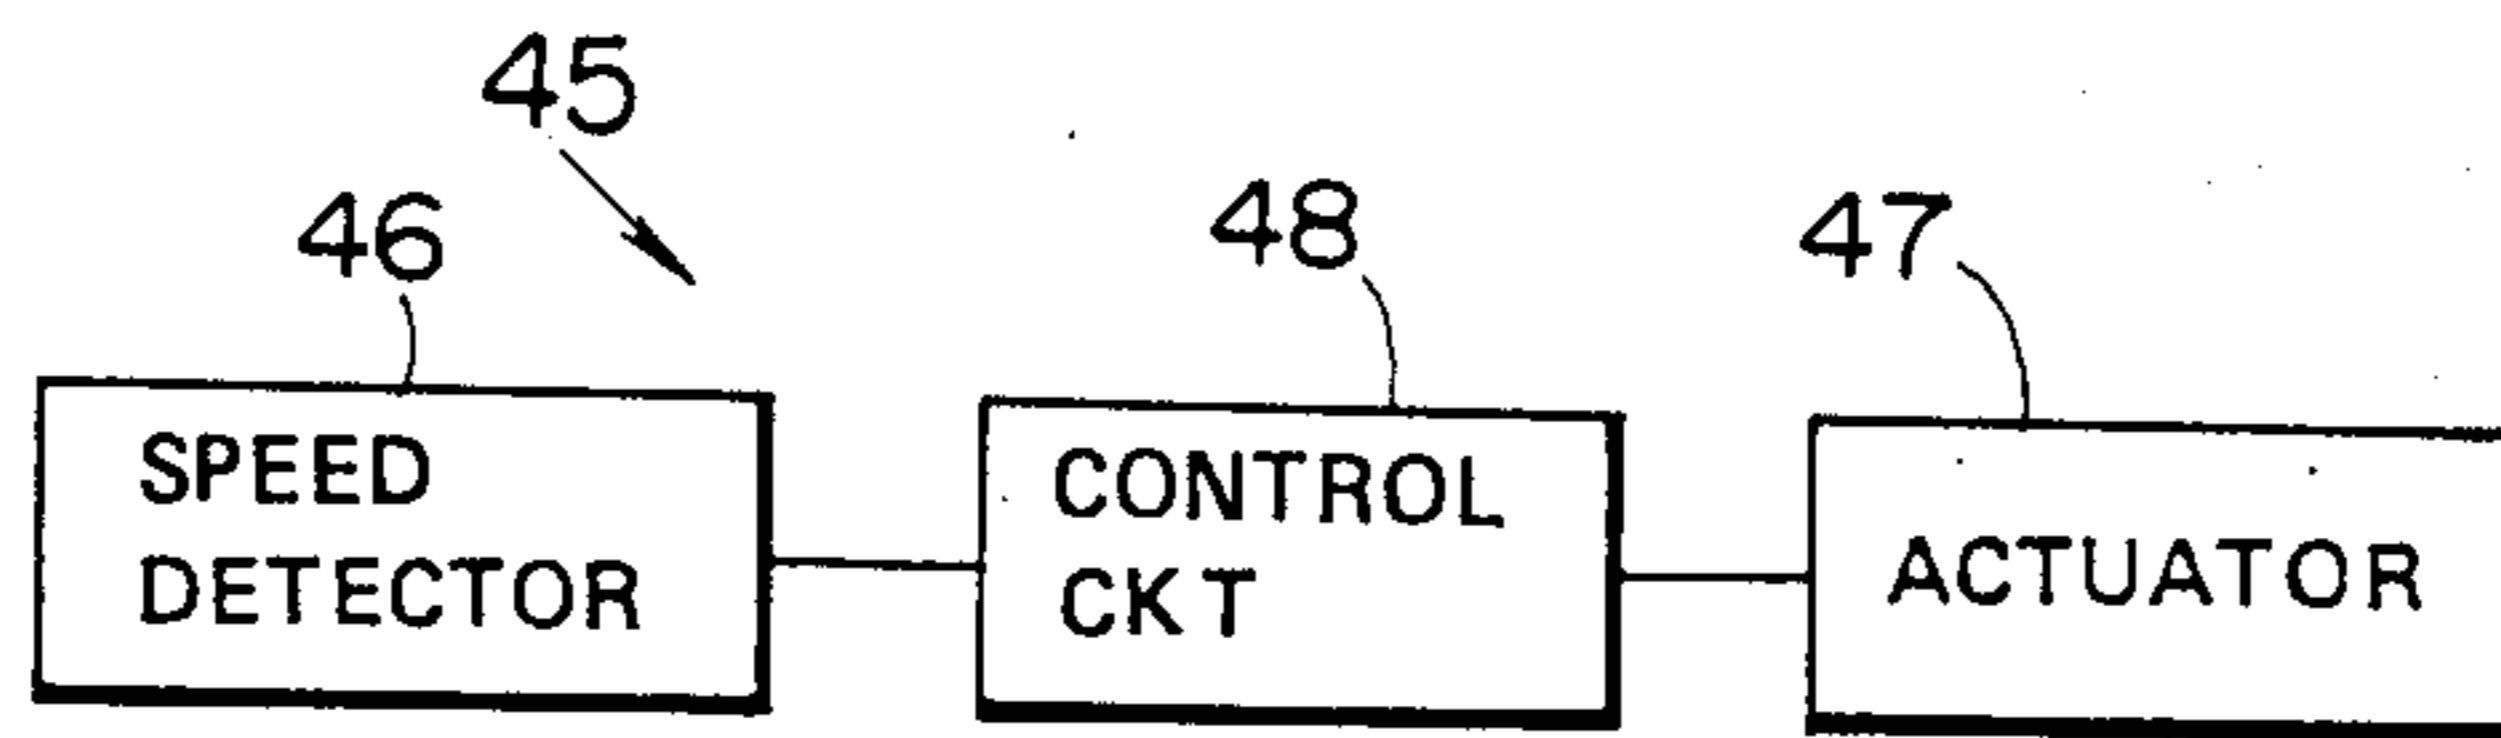 45
46
48
47
SPEED
DETECTOR
CONTROL
CKT
ACTUATOR